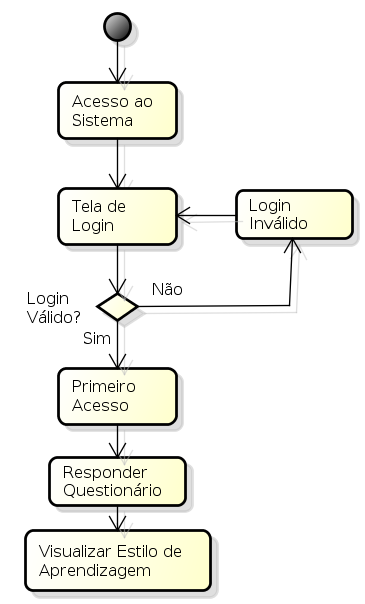 Acesso ao
Sistema
Tela de
Login
Login
Inválido
Login
Válido?
Não
Sim
Primeiro
Acesso
Responder
Questionário
Visualizar Estilo de
Aprendizagem